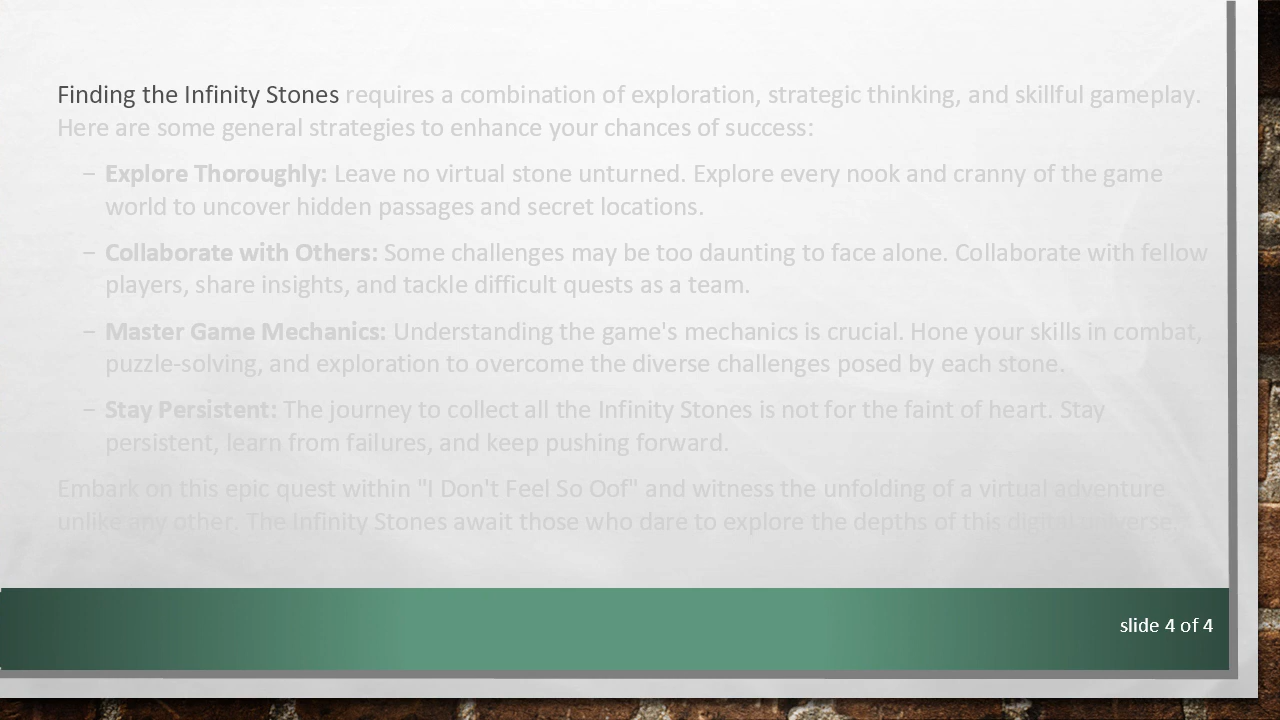 Finding the Infinity Stones requires a combination of exploration, strategic thinking, and skillful gameplay.
Here are some general strategies to enhance your chances of success:
– Explore Thoroughly: Leave no virtual stone unturned. Explore every nook and cranny of the game
world to uncover hidden passages and secret locations.
– Collaborate with Others: Some challenges may be too daunting to face alone. Collaborate with fellow
players, share insights, and tackle difficult quests as a team.
– Master Game Mechanics: Understanding the game's mechanics is crucial. Hone your skills in combat,
puzzle-solving, and exploration to overcome the diverse challenges posed by each stone.
– Stay Persistent: The journey to collect all the Infinity Stones is not for the faint of heart. Stay
persistent, learn from failures, and keep pushing forward.
Embark on this epic quest within "I Don't Feel So Oof" and witness the unfolding of a virtual adventure
unlike any other. The Infinity Stones await those who dare to explore the depths of this digital universe.
slide 4 of 4